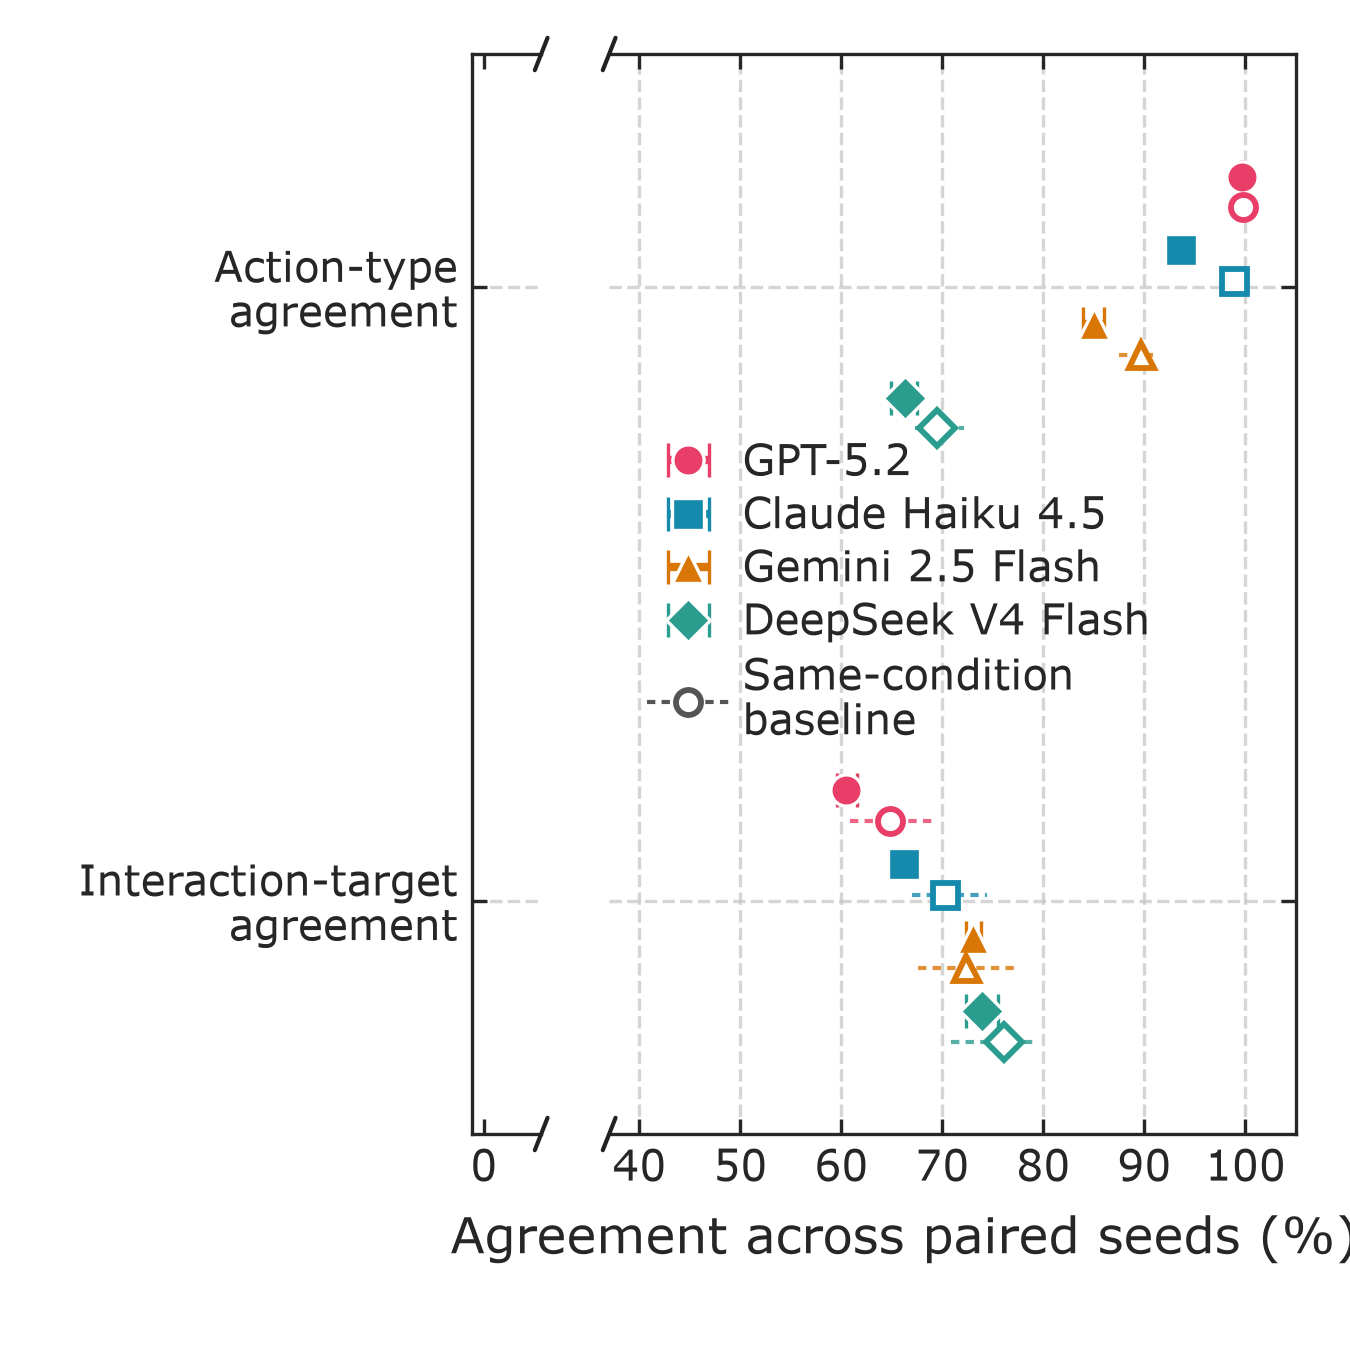 Action-type
agreement
GPT-5.2
Claude Haiku 4.5
Gemini 2.5 Flash
DeepSeek V4 Flash
Same-condition
baseline
Interaction-target
agreement
0 40 50 60 70 80 90 100
Agreement across paired seeds (%)